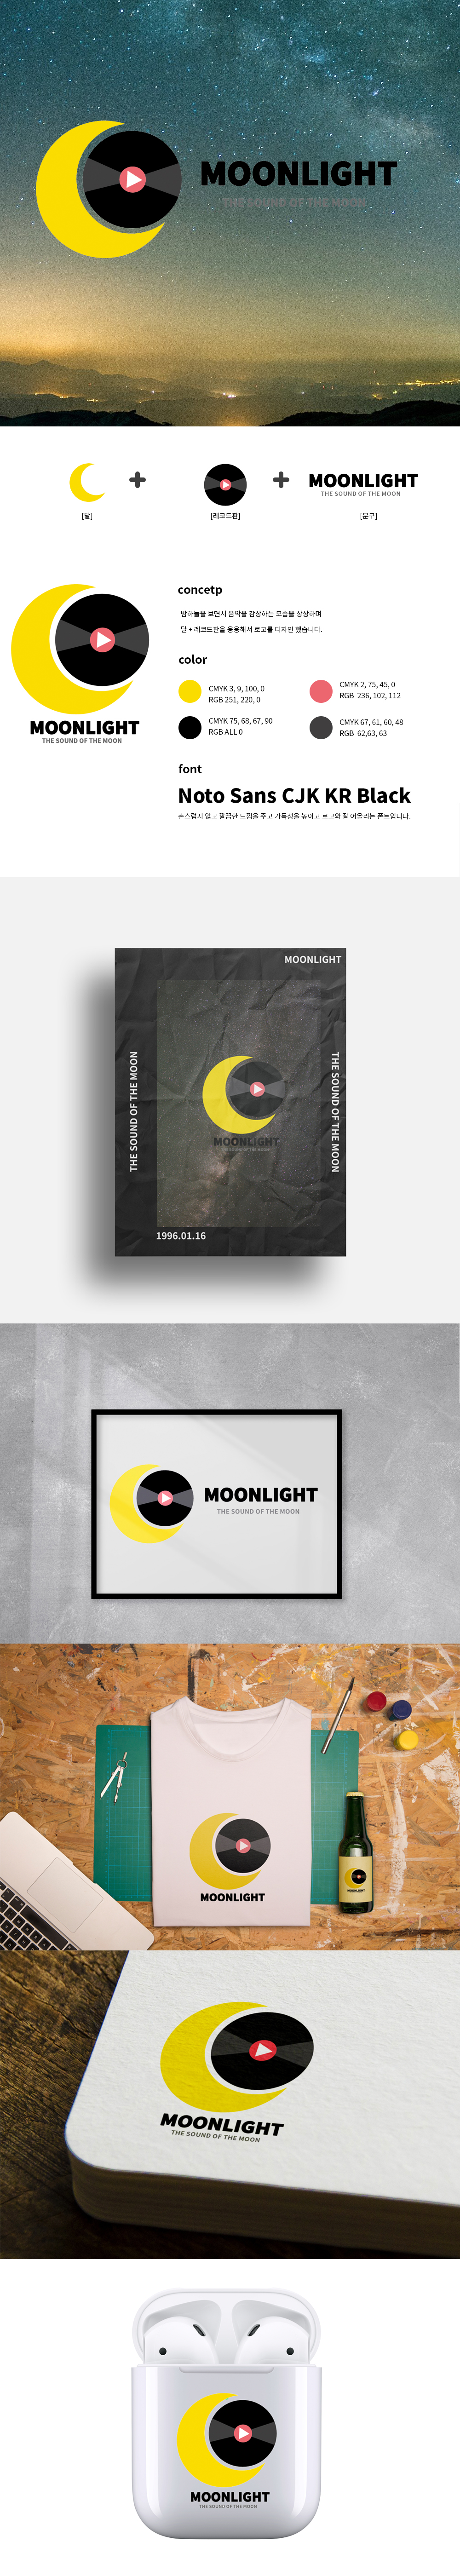 MOONLIGHT
THE SOUND OF THE MOON
MOONLIGHT
THE SOUND OF THE MOON
[달]
[레코드판]
[문구]
concetp
밤하늘을 보면서 음악을 감상하는 모습을 상상하며
달 + 레코드판을 응용해서 로고를 디자인 했습니다.
MOONLIGHT
THE SOUND OF THE MOON
color
CMYK 3, 9, 100, 0
RGB 251, 220, 0
CMYK 2, 75, 45, 0
RGB 236, 102, 112
CMYK 75, 68, 67, 90
RGB ALL 0
CMYK 67, 61, 60, 48
RGB 62,63, 63
font
Noto Sans CJK KR Black
촌스럽지 않고 깔끔한 느낌을 주고 가독성을 높이고 로고와 잘 어울리는 폰트입니다.
MOONLIGHT
THE SOUND OF THE MOON
THE SOUND OF THE MOON
MOONLIGHT
THE SOUND OF THE MOON
1996.01.16
MOONLIGHT
THE SOUND OF THE MOON
MOONLIGHT
MOONLIGHT
MOONLIGHT
THE SOUND OF THE MOON
MOONLIGHT
THE SOUND OF THE MOON